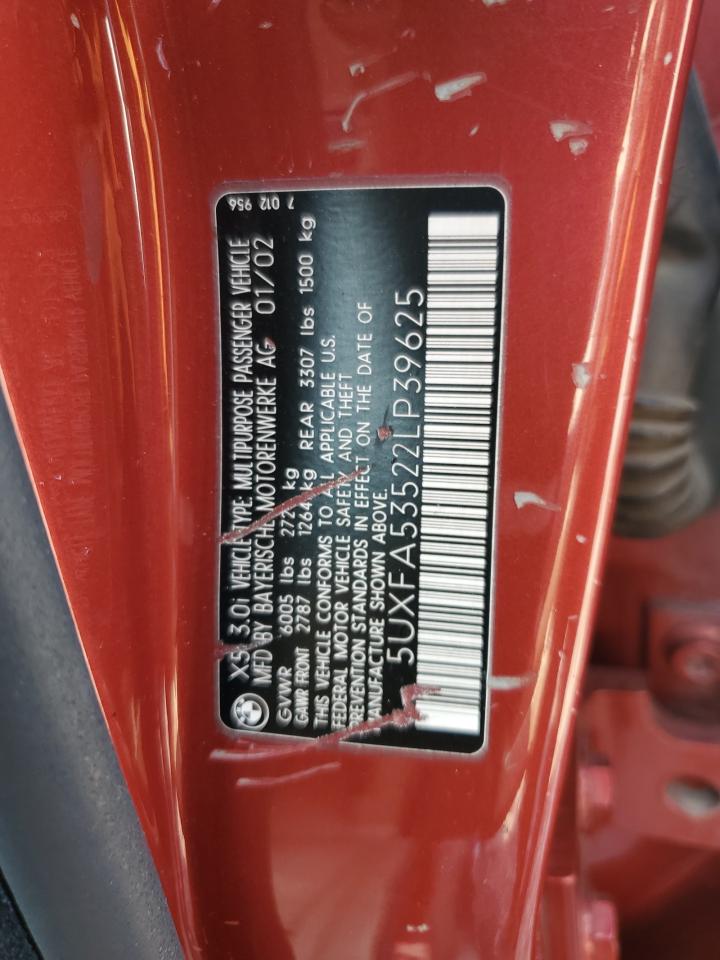 X5 3.0i VEHICLE TYPE: MULTIPURPOSE PASSENGER VEHICLE
MFD BY BAYERISCHE MOTORENWERKE AG 01/02
7 012 956
GVWR 6005 lbs kg
GAWR FRONT 2787 lbs 1264 kg REAR 3307 lbs 1500 kg
THIS VEHICLE CONFORMS TO ALL APPLICABLE U.S.
FEDERAL MOTOR VEHICLE SAFETY AND THEFT
PREVENTION STANDARDS IN EFFECT ON THE DATE OF
MANUFACTURE SHOWN ABOVE.
5UXFA53522LP39625